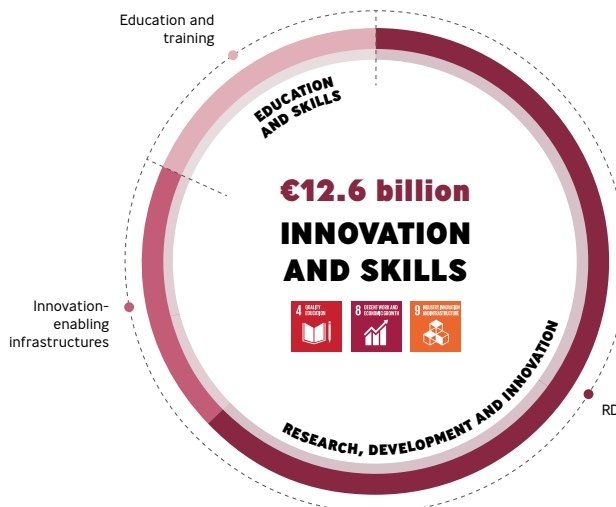 Education and
training
EDUCATION
AND SKILLS
€12.6 billion
INNOVATION
AND SKILLS
4 QUALITY
EDUCATION
8 DECENT WORK AND
ECONOMIC GROWTH
9 INDUSTRY, INNOVATION
AND INFRASTRUCTURE
Innovation-
enabling
infrastructures
RESEARCH, DEVELOPMENT AND INNOVATION
RD